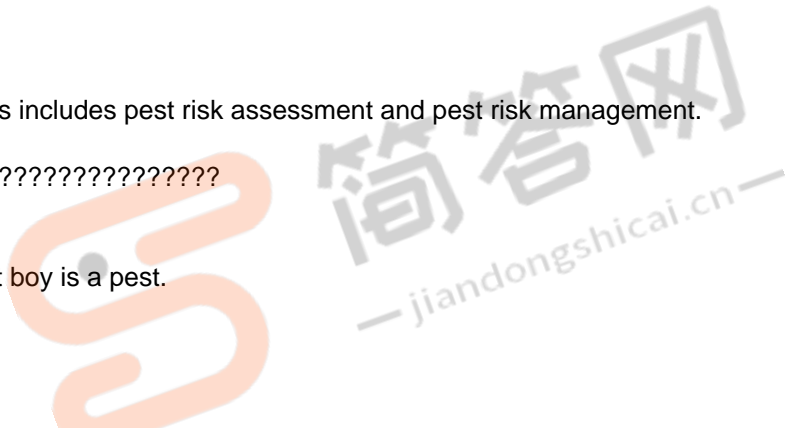 s includes pest risk assessment and pest risk management.
???????????????
t boy is a pest.
简答网
jiandongshicai.cn